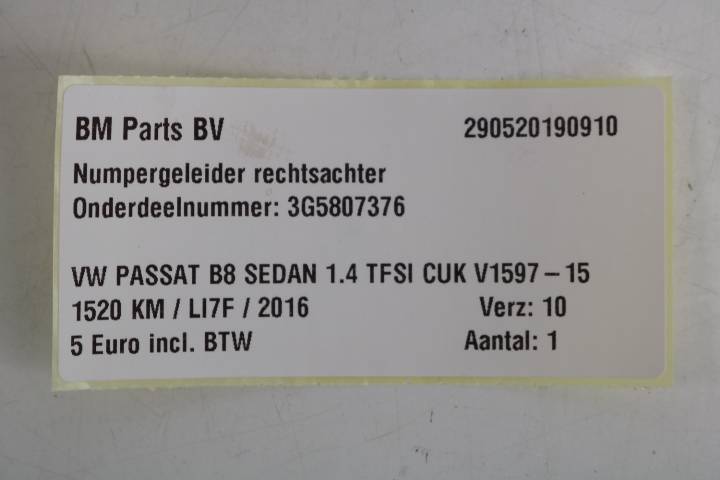 BM Parts BV 290520190910
Numpergeleider rechtsachter
Onderdeelnummer: 3G5807376
VW PASSAT B8 SEDAN 1.4 TFSI CUK V1597 – 15
1520 KM / LI7F / 2016 Verz: 10
5 Euro incl. BTW Aantal: 1